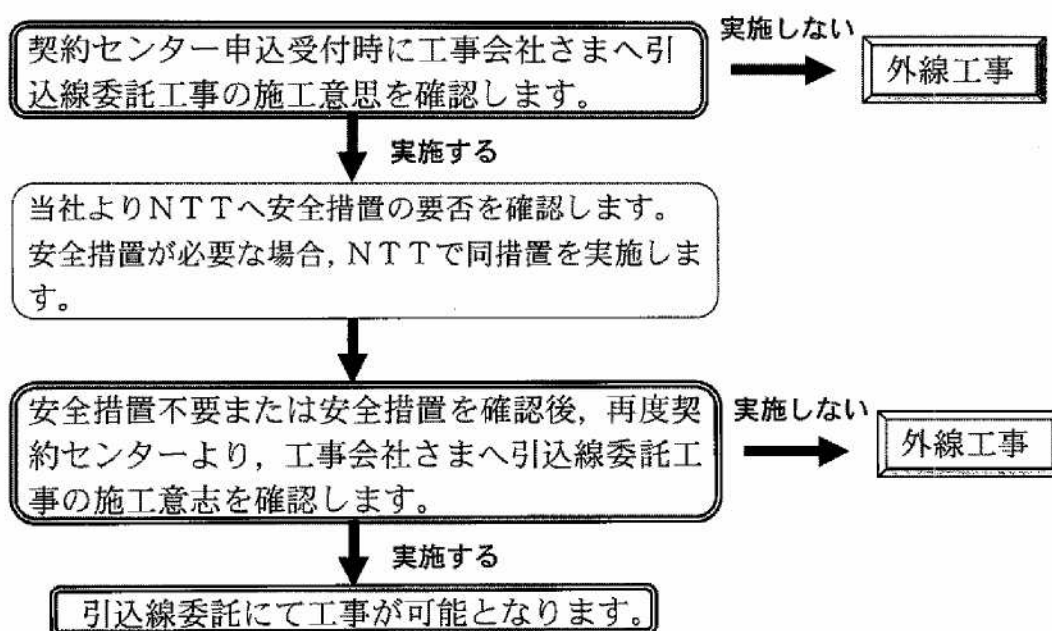 契約センター申込受付時に工事会社さまへ引
込線委託工事の施工意思を確認します。
実施しない
外線工事
実施する
当社よりNTTへ安全措置の要否を確認します。
安全措置が必要な場合,NTTで同措置を実施しま
す。
安全措置不要または安全措置を確認後,再度契
約センターより,工事会社さまへ引込線委託工
事の施工意志を確認します。
実施しない
外線工事
実施する
引込線委託にて工事が可能となります。